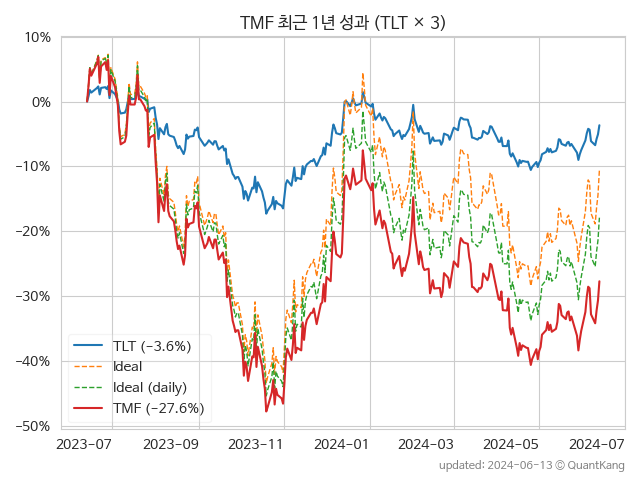 TMF 최근 1년 성과 (TLT × 3)
10%
0%
−10%
−20%
−30%
−40%
−50%
TLT (−3.6%)
Ideal
Ideal (daily)
TMF (−27.6%)
2023-07 2023-09 2023-11 2024-01 2024-03 2024-05 2024-07
updated: 2024-06-13 ⓒ QuantKang